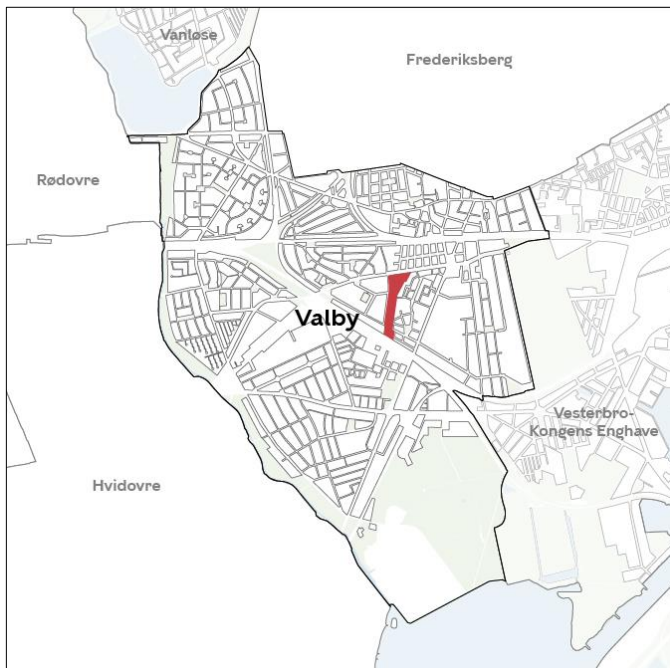 Vanløse
Frederiksberg
Rødovre
Valby
Vesterbro-
Kongens Enghave
Hvidovre